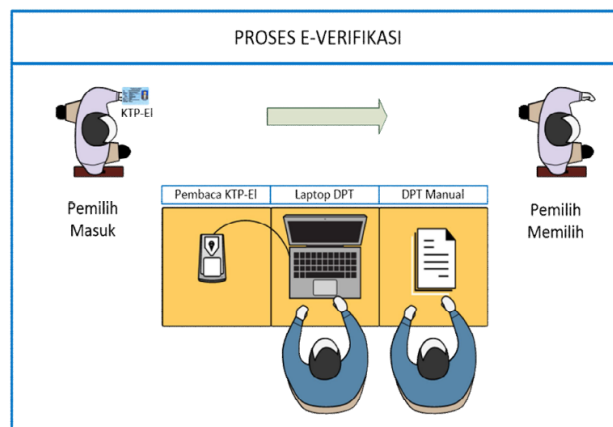 PROSES E-VERIFIKASI
KTP-El
Pembaca KTP-El
Laptop DPT
DPT Manual
Pemilih
Masuk
Pemilih
Memilih